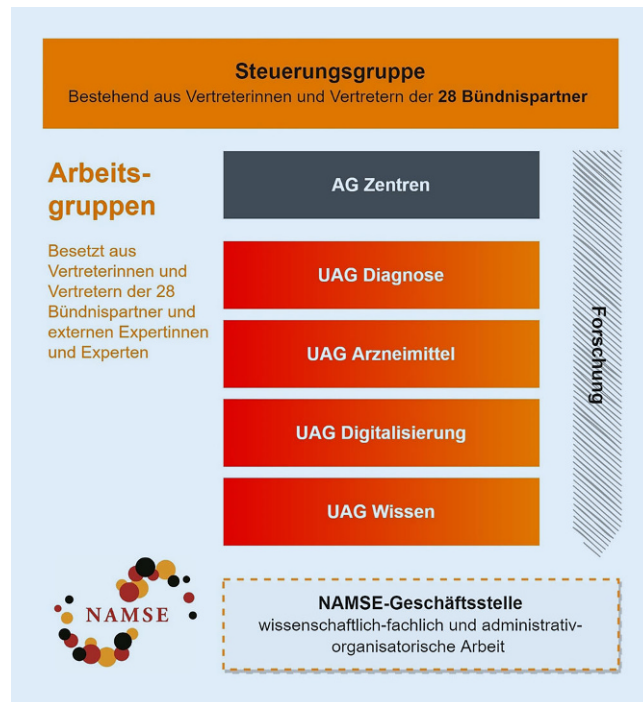 Steuerungsgruppe
Bestehend aus Vertreterinnen und Vertretern der 28 Bündnispartner
Arbeits-
gruppen
Besetzt aus
Vertreterinnen und
Vertretern der 28
Bündnispartner und
externen Expertinnen
und Experten
AG Zentren
UAG Diagnose
UAG Arzneimittel
UAG Digitalisierung
UAG Wissen
Forschung
NAMSE
NAMSE-Geschäftsstelle
wissenschaftlich-fachlich und administrativ-
organisatorische Arbeit